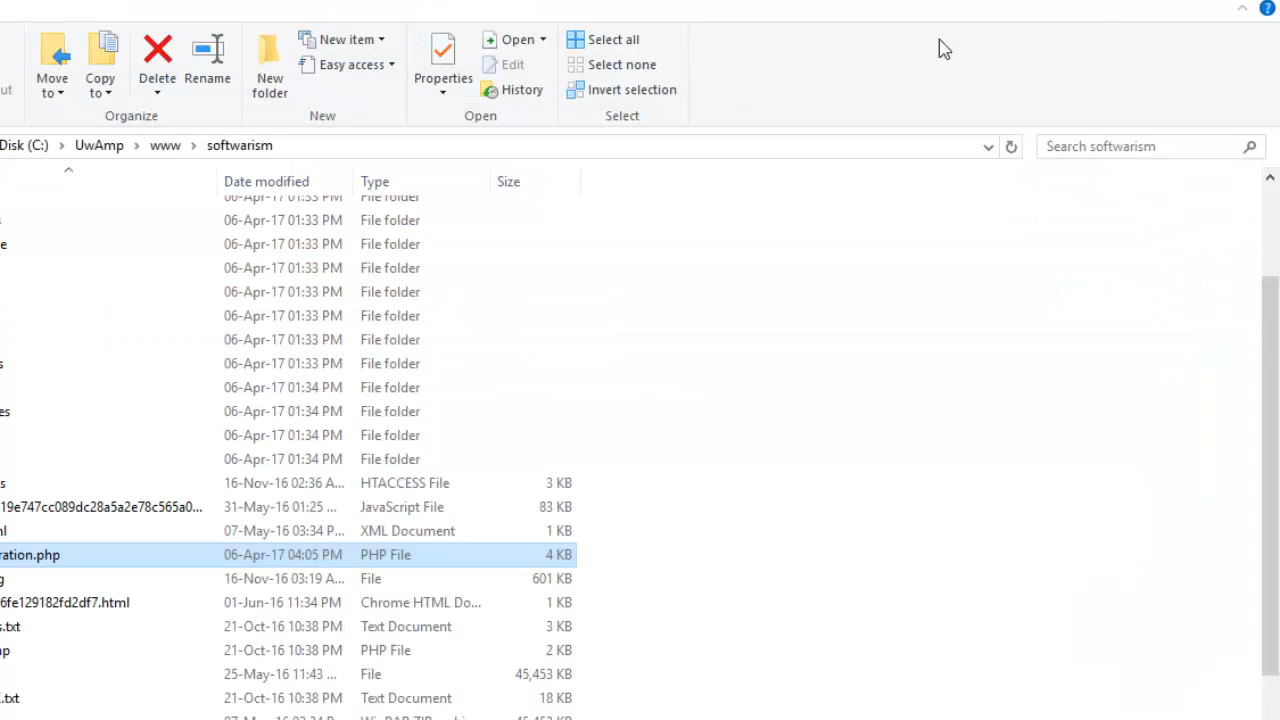 ut
Move to
Copy to
Delete
Rename
New folder
New item
Easy access
Properties
Open
Edit
History
Select all
Select none
Invert selection
Organize
New
Open
Select
Disk (C:) › UwAmp › www › softwarism
Search softwarism
Date modified Type Size
06-Apr-17 01:33 PM File folder
06-Apr-17 01:33 PM File folder
e 06-Apr-17 01:33 PM File folder
06-Apr-17 01:33 PM File folder
06-Apr-17 01:33 PM File folder
06-Apr-17 01:33 PM File folder
06-Apr-17 01:33 PM File folder
s 06-Apr-17 01:33 PM File folder
06-Apr-17 01:34 PM File folder
es 06-Apr-17 01:34 PM File folder
06-Apr-17 01:34 PM File folder
06-Apr-17 01:34 PM File folder
s 16-Nov-16 02:36 A... HTACCESS File 3 KB
19e747cc089dc28a5a2e78c565a0... 31-May-16 01:25 ... JavaScript File 83 KB
ml 07-May-16 03:34 P... XML Document 1 KB
ration.php 06-Apr-17 04:05 PM PHP File 4 KB
g 16-Nov-16 03:19 A... File 601 KB
6fe129182fd2df7.html 01-Jun-16 11:34 PM Chrome HTML Do... 1 KB
s.txt 21-Oct-16 10:38 PM Text Document 3 KB
p 21-Oct-16 10:38 PM PHP File 2 KB
25-May-16 11:43 ... File 45,453 KB
.txt 21-Oct-16 10:38 PM Text Document 18 KB